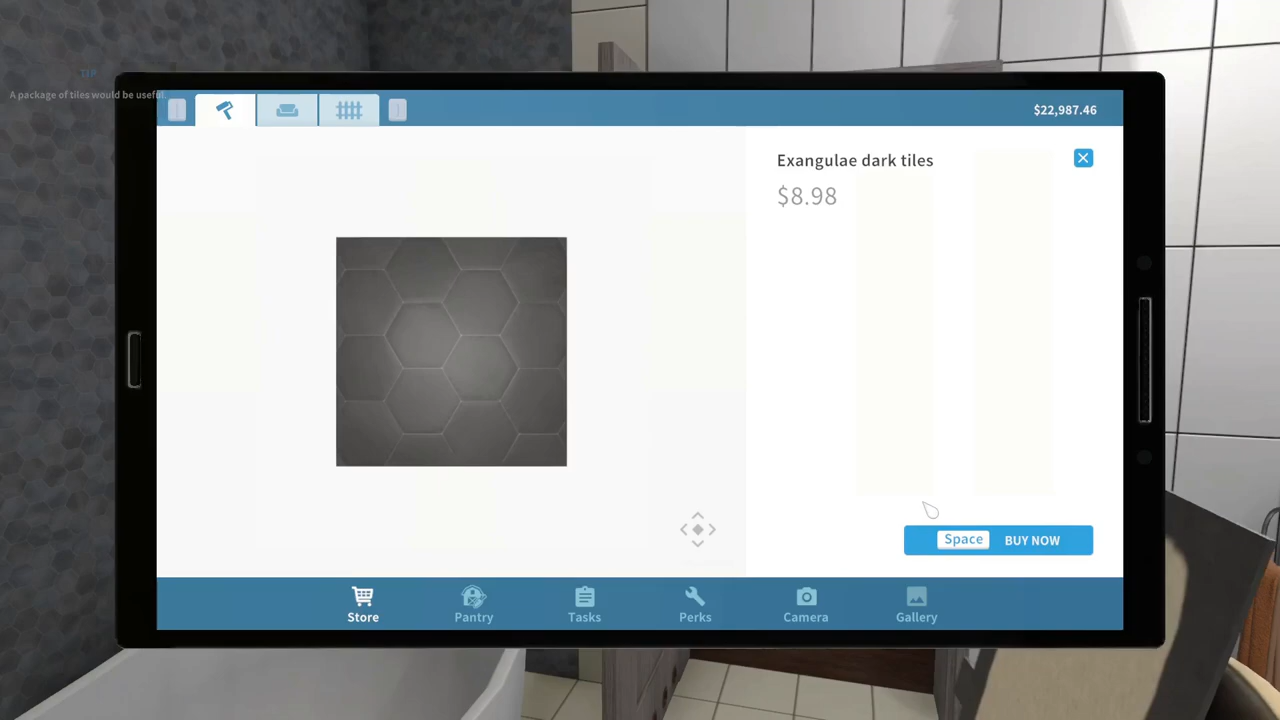 TIP
A package of tiles would be useful.
$22,987.46
Exangulae dark tiles
$8.98
Space BUY NOW
Store Pantry Tasks Perks Camera Gallery